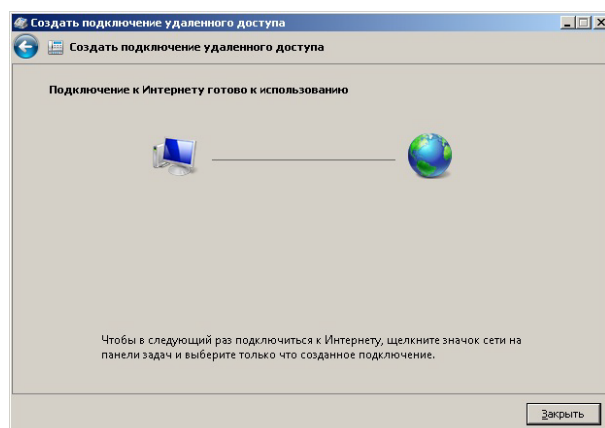 Создать подключение удаленного доступа
Создать подключение удаленного доступа
Подключение к Интернету готово к использованию
Чтобы в следующий раз подключиться к Интернету, щелкните значок сети на
панели задач и выберите только что созданное подключение.
Закрыть